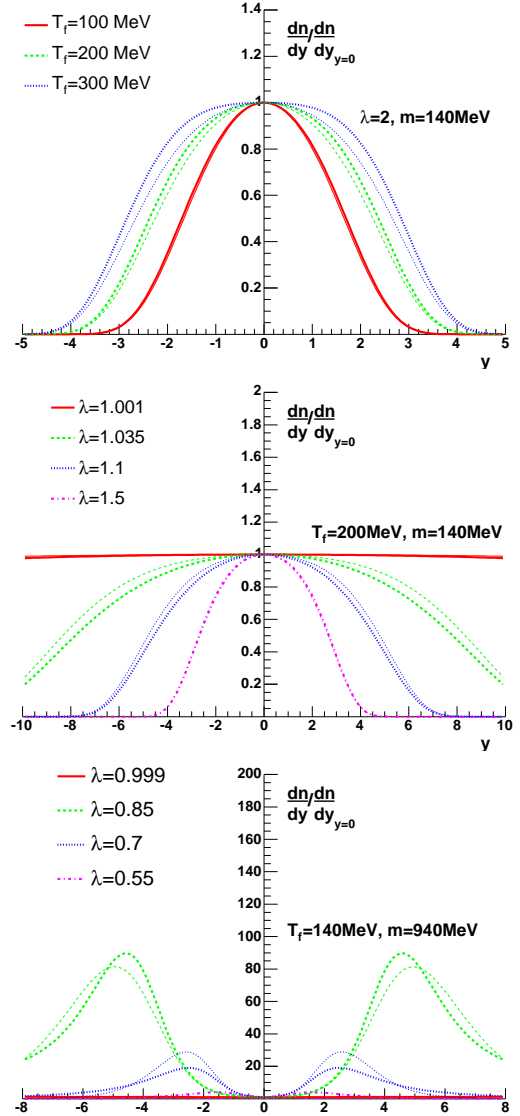 T_f=100 MeV
T_f=200 MeV
T_f=300 MeV
dn/dn
dy/dy_{y=0}
λ=2, m=140MeV
1.4
1.2
1
0.8
0.6
0.4
0.2
-5 -4 -3 -2 -1 0 1 2 3 4 5
y
λ=1.001
λ=1.035
λ=1.1
λ=1.5
dn/dn
dy/dy_{y=0}
T_f=200MeV, m=140MeV
2
1.8
1.6
1.4
1.2
1
0.8
0.6
0.4
0.2
-10 -8 -6 -4 -2 0 2 4 6 8 10
y
λ=0.999
λ=0.85
λ=0.7
λ=0.55
dn/dn
dy/dy_{y=0}
T_f=140MeV, m=940MeV
200
180
160
140
120
100
80
60
40
20
-8 -6 -4 -2 0 2 4 6 8